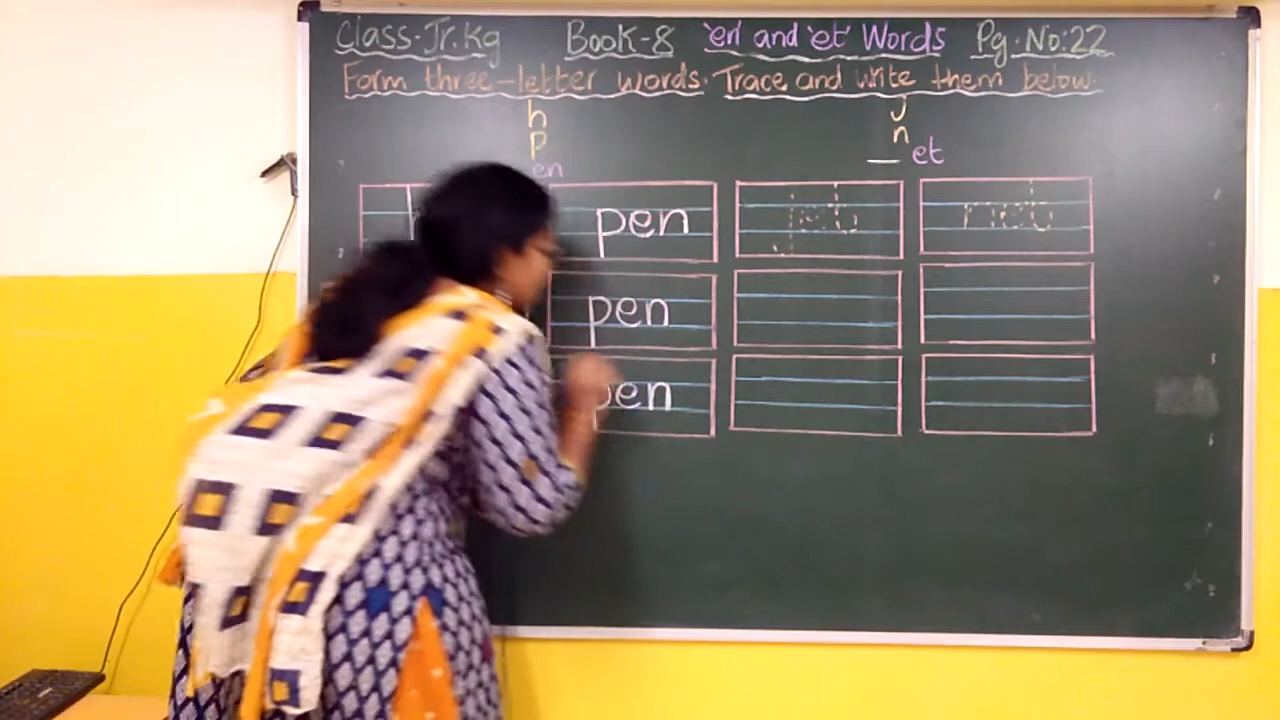 Class-Jr.Kg Book-8 'en' and 'et' Words Pg.No:22
Form three-letter words. Trace and write them below.
h j
p n
en _ et
pen jet net
pen
pen